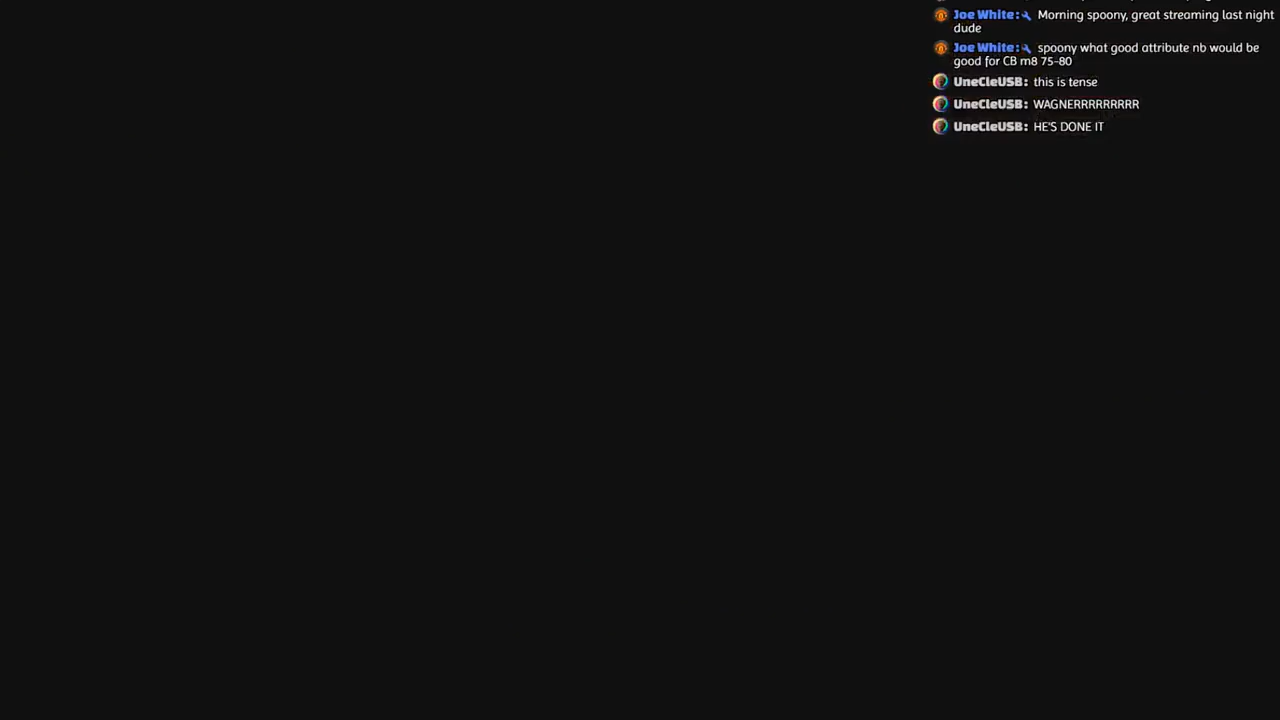 Joe White: Morning spoony, great streaming last night
dude
Joe White: spoony what good attribute nb would be
good for CB m8 75-80
UneCleUSB: this is tense
UneCleUSB: WAGNERRRRRRRRR
UneCleUSB: HE'S DONE IT